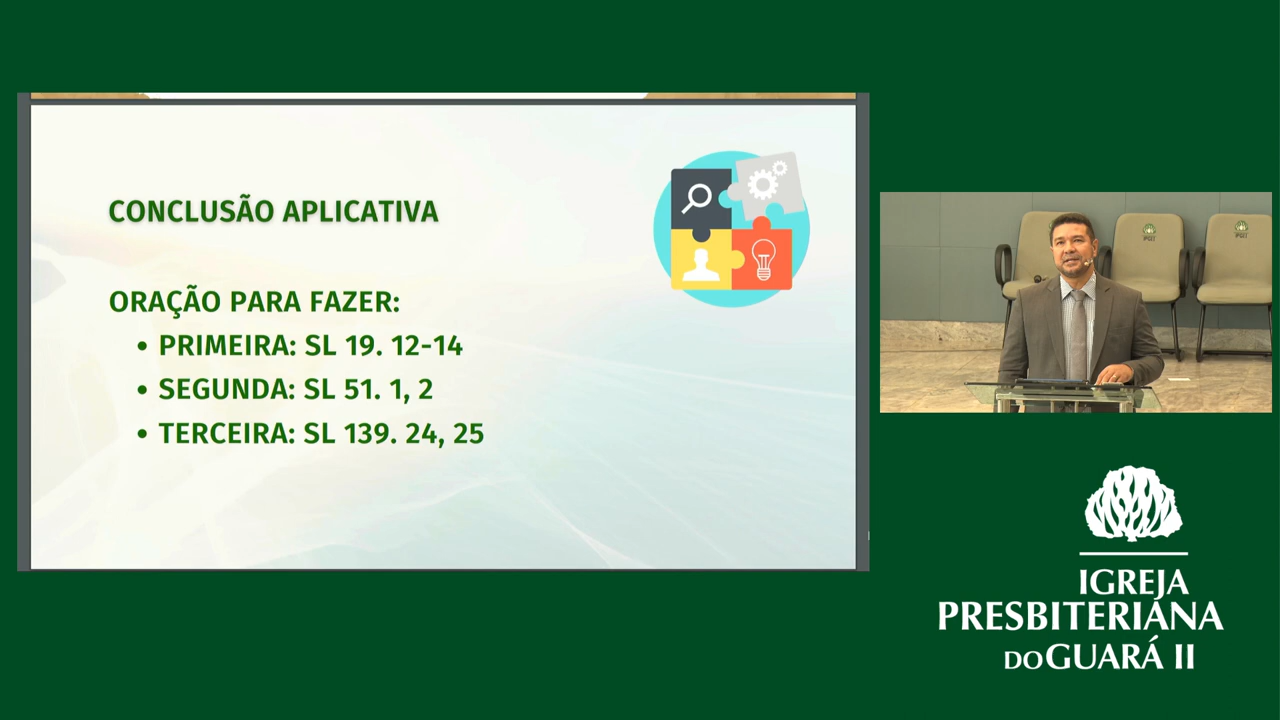 CONCLUSÃO APLICATIVA
ORAÇÃO PARA FAZER:
• PRIMEIRA: SL 19. 12-14
• SEGUNDA: SL 51. 1, 2
• TERCEIRA: SL 139. 24, 25
IGREJA
PRESBITERIANA
DO GUARÁ II